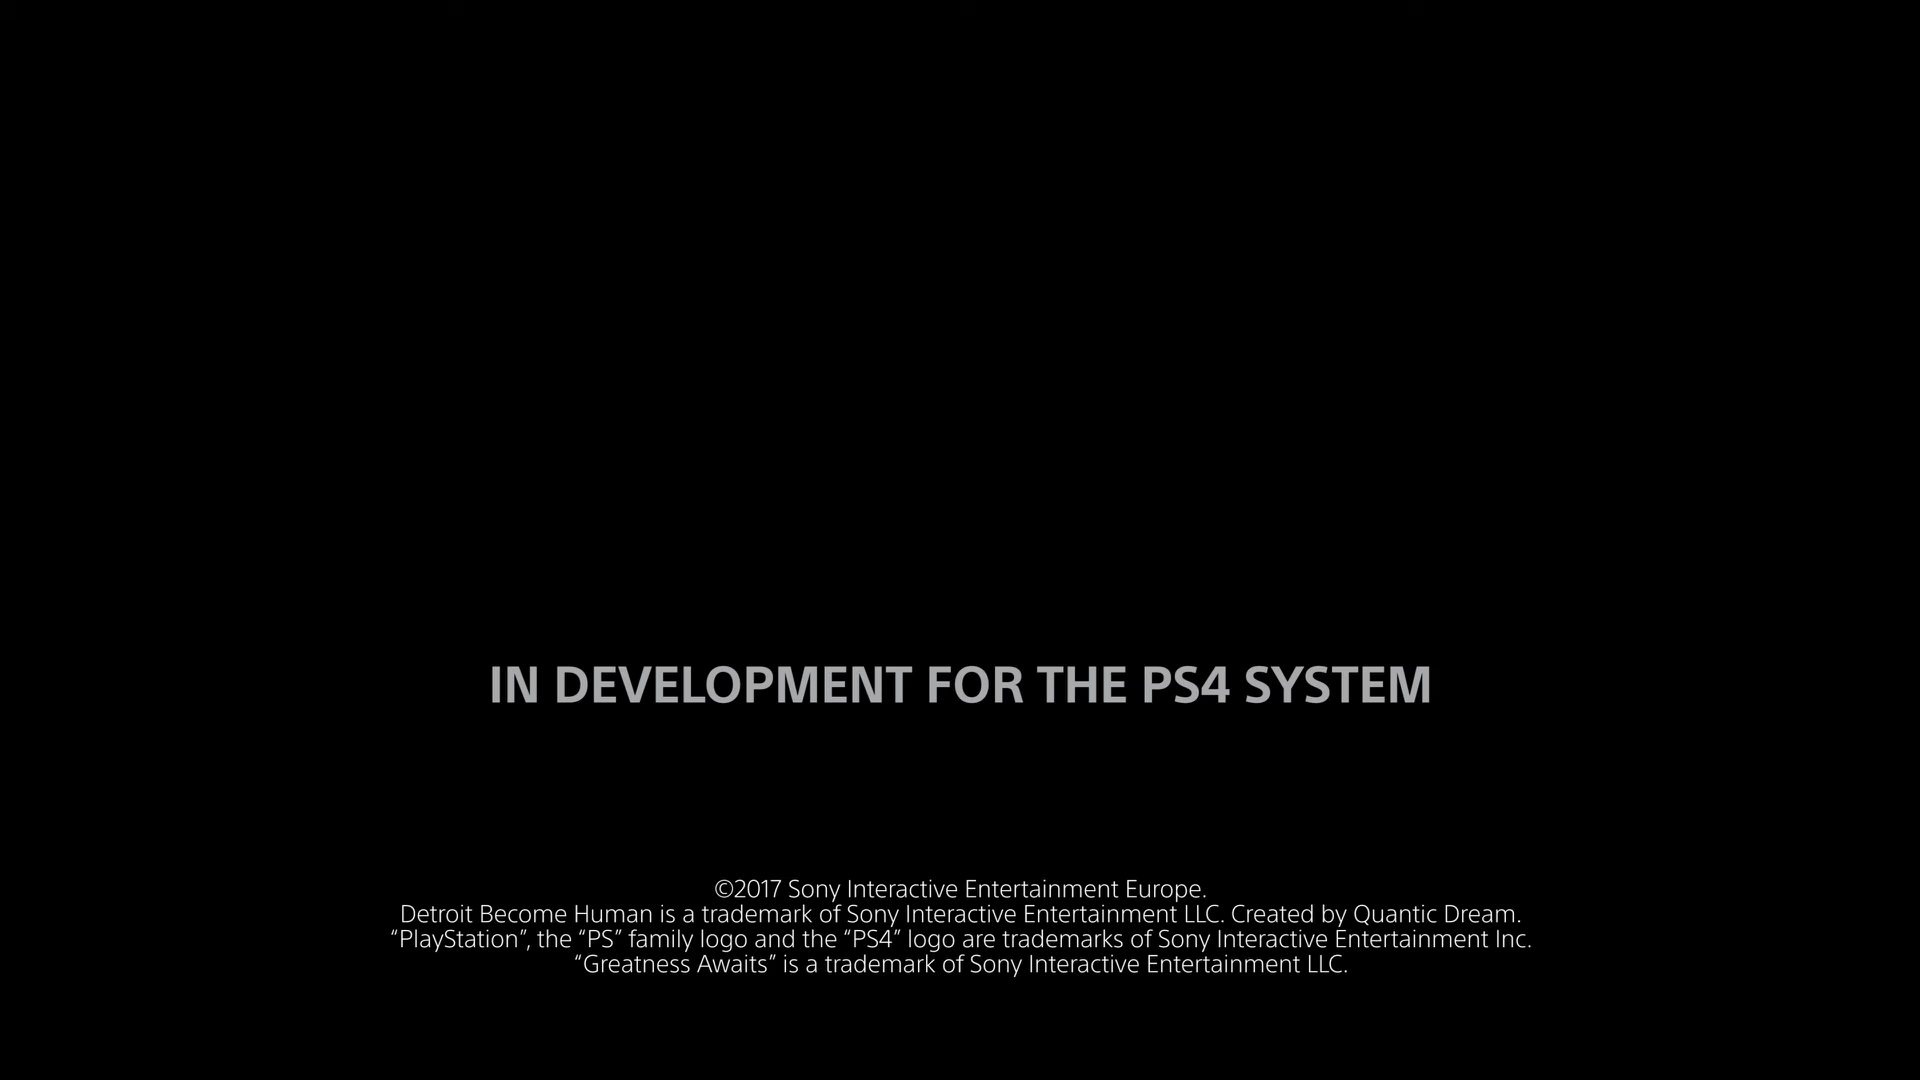 IN DEVELOPMENT FOR THE PS4 SYSTEM
©2017 Sony Interactive Entertainment Europe.
Detroit Become Human is a trademark of Sony Interactive Entertainment LLC. Created by Quantic Dream.
“PlayStation”, the “PS” family logo and the “PS4” logo are trademarks of Sony Interactive Entertainment Inc.
“Greatness Awaits” is a trademark of Sony Interactive Entertainment LLC.